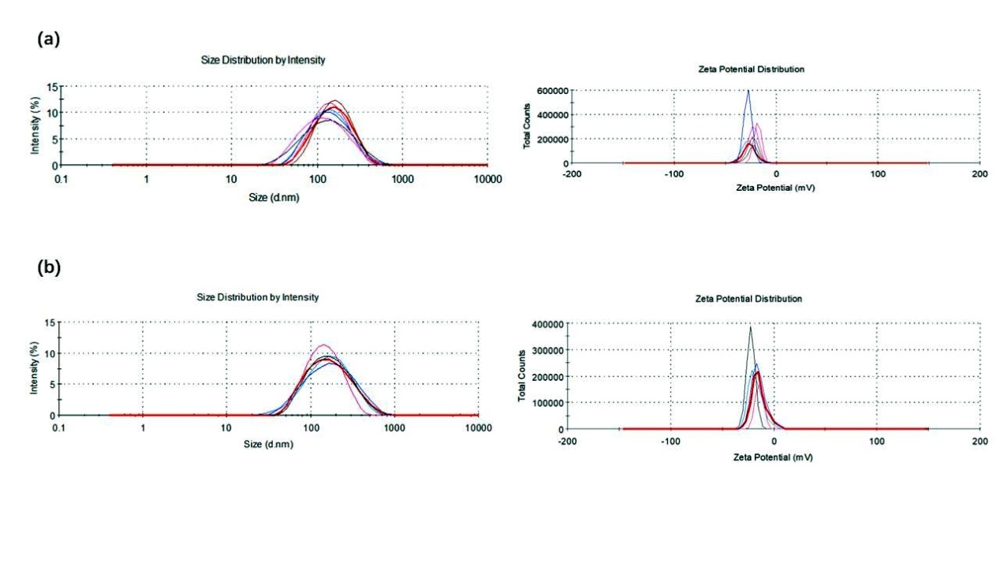 (a)
Size Distribution by Intensity
Intensity (%)
15
10
5
0
0.1 1 10 100 1000 10000
Size (d.nm)
Zeta Potential Distribution
Total Counts
600000
400000
200000
0
-200 -100 0 100 200
Zeta Potential (mV)
(b)
Size Distribution by Intensity
Intensity (%)
15
10
5
0
0.1 1 10 100 1000 10000
Size (d.nm)
Zeta Potential Distribution
Total Counts
400000
300000
200000
100000
0
-200 -100 0 100 200
Zeta Potential (mV)